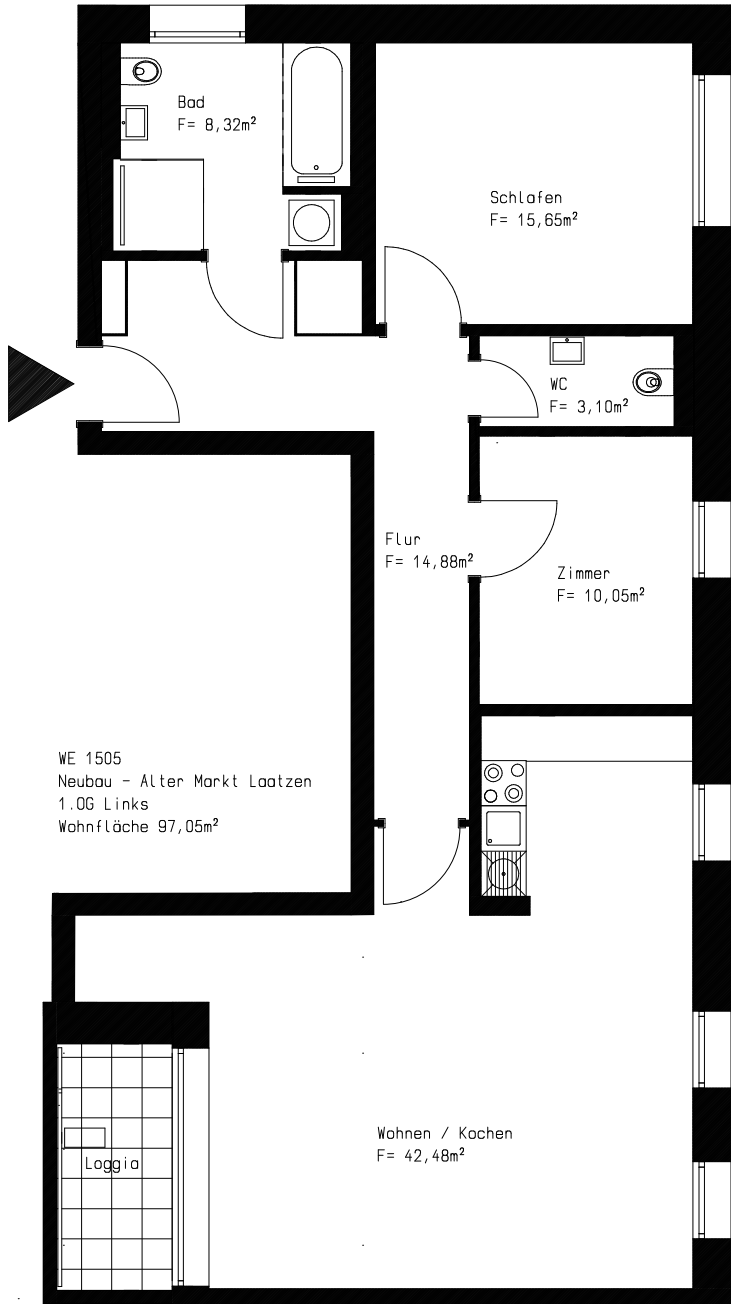 Bad
F= 8,32m²
Schlafen
F= 15,65m²
WC
F= 3,10m²
Flur
F= 14,88m²
Zimmer
F= 10,05m²
WE 1505
Neubau - Alter Markt Laatzen
1.OG Links
Wohnfläche 97,05m²
Wohnen / Kochen
F= 42,48m²
Loggia